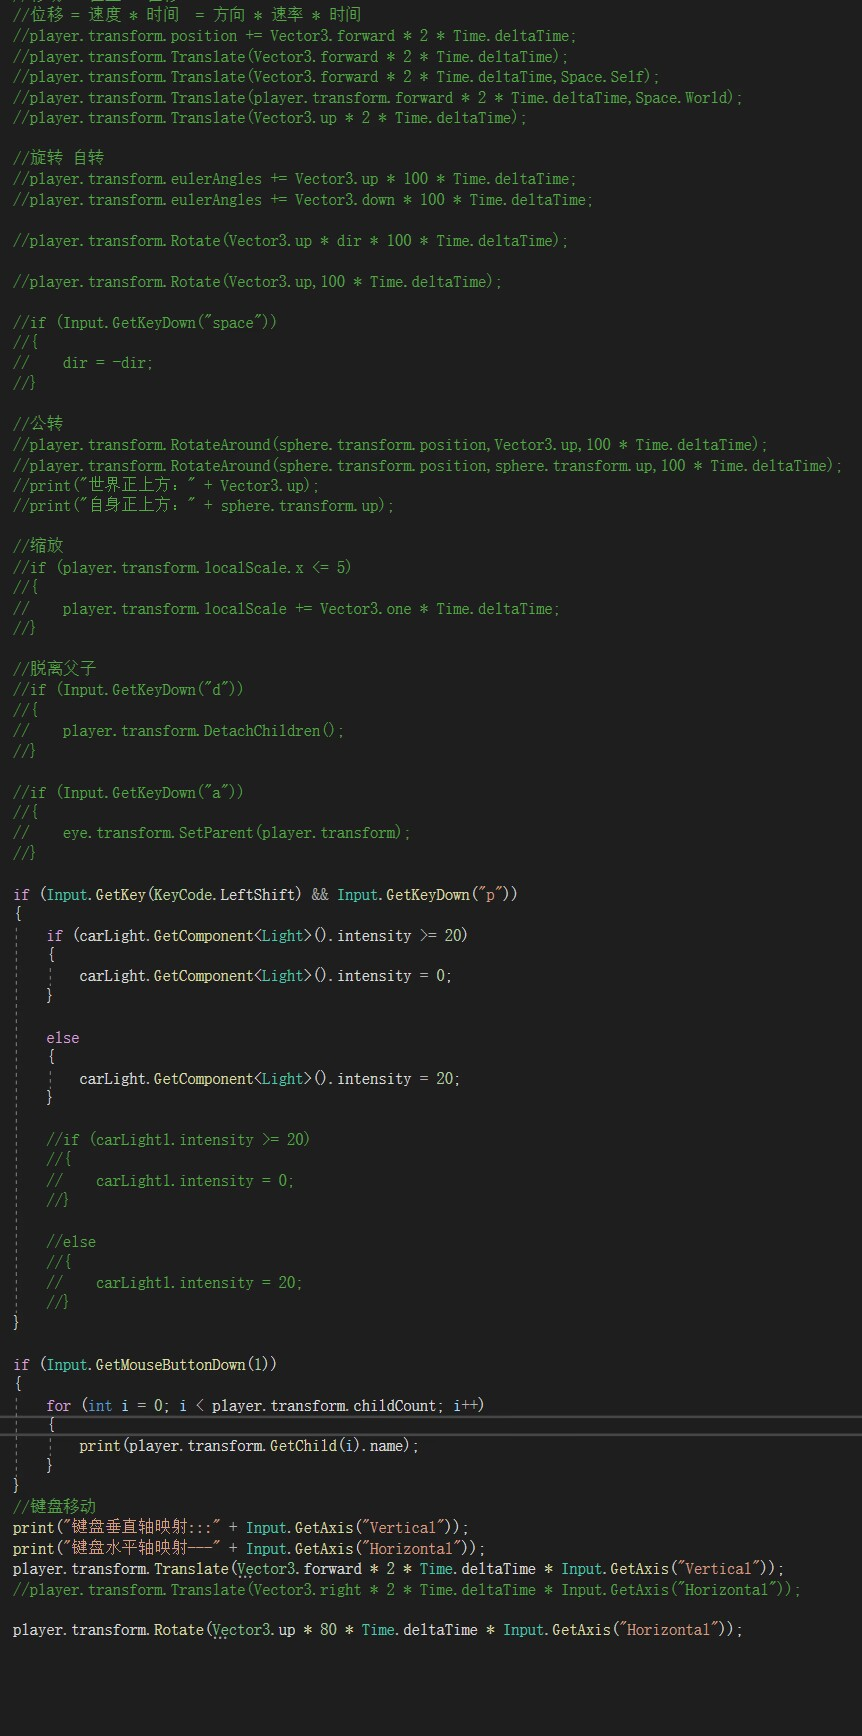 //位移 = 速度 * 时间  = 方向 * 速率 * 时间
//player.transform.position += Vector3.forward * 2 * Time.deltaTime;
//player.transform.Translate(Vector3.forward * 2 * Time.deltaTime);
//player.transform.Translate(Vector3.forward * 2 * Time.deltaTime,Space.Self);
//player.transform.Translate(player.transform.forward * 2 * Time.deltaTime,Space.World);
//player.transform.Translate(Vector3.up * 2 * Time.deltaTime);
//旋转 自转
//player.transform.eulerAngles += Vector3.up * 100 * Time.deltaTime;
//player.transform.eulerAngles += Vector3.down * 100 * Time.deltaTime;
//player.transform.Rotate(Vector3.up * dir * 100 * Time.deltaTime);
//player.transform.Rotate(Vector3.up,100 * Time.deltaTime);
//if (Input.GetKeyDown("space"))
//{
//    dir = -dir;
//}
//公转
//player.transform.RotateAround(sphere.transform.position,Vector3.up,100 * Time.deltaTime);
//player.transform.RotateAround(sphere.transform.position,sphere.transform.up,100 * Time.deltaTime);
//print("世界正上方：" + Vector3.up);
//print("自身正上方：" + sphere.transform.up);
//缩放
//if (player.transform.localScale.x <= 5)
//{
//    player.transform.localScale += Vector3.one * Time.deltaTime;
//}
//脱离父子
//if (Input.GetKeyDown("d"))
//{
//    player.transform.DetachChildren();
//}
//if (Input.GetKeyDown("a"))
//{
//    eye.transform.SetParent(player.transform);
//}
if (Input.GetKey(KeyCode.LeftShift) && Input.GetKeyDown("p"))
{
    if (carLight.GetComponent<Light>().intensity >= 20)
    {
        carLight.GetComponent<Light>().intensity = 0;
    }
    else
    {
        carLight.GetComponent<Light>().intensity = 20;
    }
    //if (carLight1.intensity >= 20)
    //{
    //    carLight1.intensity = 0;
    //}
    //else
    //{
    //    carLight1.intensity = 20;
    //}
}
if (Input.GetMouseButtonDown(1))
{
    for (int i = 0; i < player.transform.childCount; i++)
    {
        print(player.transform.GetChild(i).name);
    }
}
//键盘移动
print("键盘垂直轴映射:::" + Input.GetAxis("Vertical"));
print("键盘水平轴映射---" + Input.GetAxis("Horizontal"));
player.transform.Translate(Vector3.forward * 2 * Time.deltaTime * Input.GetAxis("Vertical"));
//player.transform.Translate(Vector3.right * 2 * Time.deltaTime * Input.GetAxis("Horizontal"));
player.transform.Rotate(Vector3.up * 80 * Time.deltaTime * Input.GetAxis("Horizontal"));